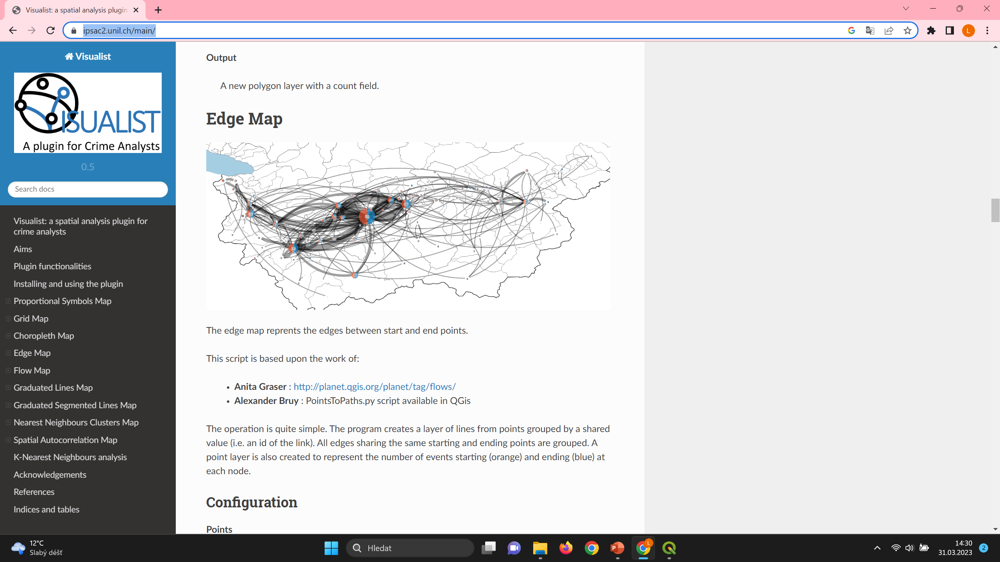 Visualist: a spatial analysis plugin
ipsac2.unil.ch/main/
L
Visualist
ISUALIST
A plugin for Crime Analysts
0.5
Search docs
Visualist: a spatial analysis plugin for
crime analysts
Aims
Plugin functionalities
Installing and using the plugin
Proportional Symbols Map
Grid Map
Choropleth Map
Edge Map
Flow Map
Graduated Lines Map
Graduated Segmented Lines Map
Nearest Neighbours Clusters Map
Spatial Autocorrelation Map
K-Nearest Neighbours analysis
Acknowledgements
References
Indices and tables
Output
A new polygon layer with a count field.
Edge Map
The edge map reprents the edges between start and end points.
This script is based upon the work of:
• Anita Graser : http://planet.qgis.org/planet/tag/flows/
• Alexander Bruy : PointsToPaths.py script available in QGis
The operation is quite simple. The program creates a layer of lines from points grouped by a shared
value (i.e. an id of the link). All edges sharing the same starting and ending points are grouped. A
point layer is also created to represent the number of events starting (orange) and ending (blue) at
each node.
Configuration
Points
12°C
Slabý déšť
Hledat
L
14:30
31.03.2023
2